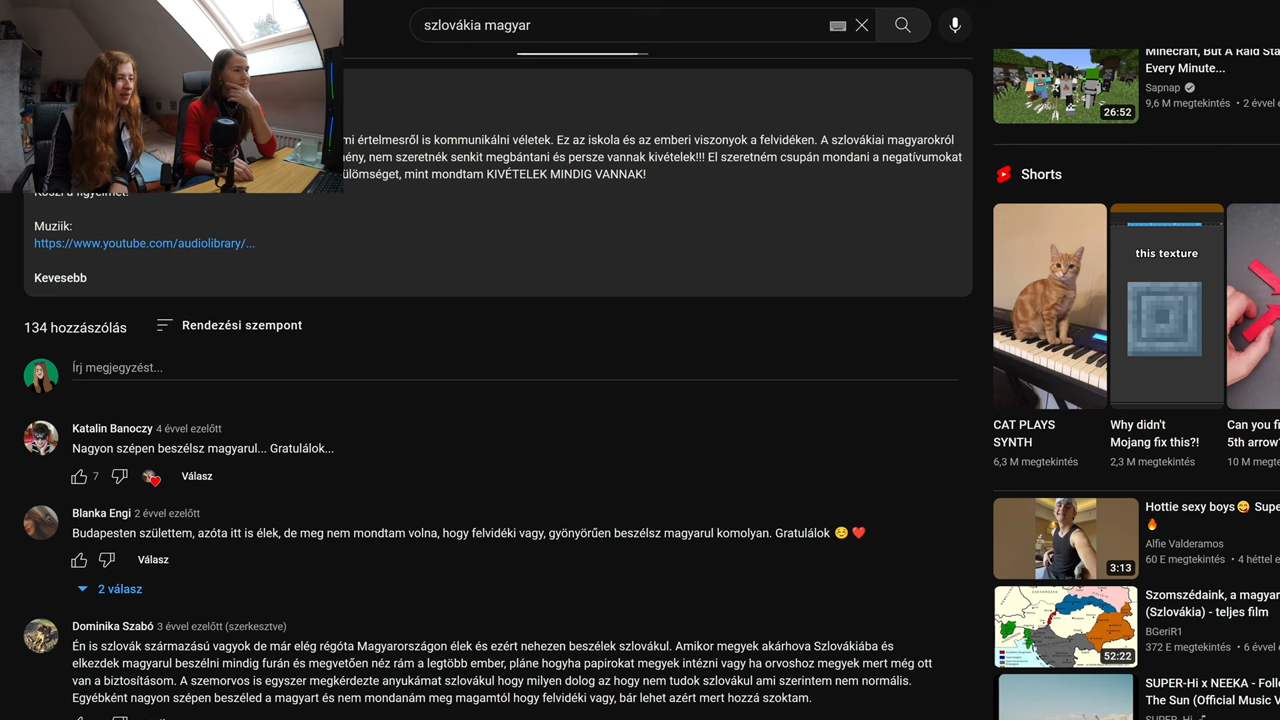 szlovákia magyar
mi értelmesről is kommunikálni véletek. Ez az iskola és az emberi viszonyok a felvidéken. A szlovákiai magyarokról
nem szeretnék senkit megbántani és persze vannak kivételek!!! El szeretném csupán mondani a negatívumokat
mint mondtam KIVÉTELEK MINDIG VANNAK!
Muziik:
https://www.youtube.com/audiolibrary/...
Kevesebb
134 hozzászólás
Rendezési szempont
Írj megjegyzést...
Katalin Banoczy 4 évvel ezelőtt
Nagyon szépen beszélsz magyarul... Gratulálok...
7
Válasz
Blanka Engi 2 évvel ezelőtt
Budapesten születtem, azóta itt is élek, de meg nem mondtam volna, hogy felvidéki vagy, gyönyörűen beszélsz magyarul komolyan. Gratulálok ☺️ ❤️
Válasz
2 válasz
Dominika Szabó 3 évvel ezelőtt (szerkesztve)
Én is szlovák származású vagyok de már elég régóta Magyarországon élek és ezért nehezen beszélek szlovákul. Amikor megyek akárhova Szlovákiába és
elkezdek magyarul beszélni mindig furán és idegenül néz rám a legtöbb ember, pláne hogyha papirokat megyek intézni vagy az orvoshoz megyek mert még ott
van a biztosításom. A szemorvos is egyszer meglehetette anyukámat szlovákul hogy milyen dolog az hogy nem tudok szlovákul ami szerintem nem normális.
Egyébként nagyon szépen beszéled a magyart és nem mondanám meg magamtól hogy felvidéki vagy, bár lehet azért mert hozzá szoktam.
Minecraft, But A Raid Sta
Every Minute...
Sapnap
9,6 M megtekintés • 2 évvel
26:52
Shorts
this texture
CAT PLAYS
SYNTH
6,3 M megtekintés
Why didn't
Mojang fix this?!
2,3 M megtekintés
Can you fi
5th arrow?
10 M megte
Hottie sexy boys 😋 Supe
🔥
Alfie Valderamos
60 E megtekintés • 4 héttel e
3:13
Szomszédaink, a magyar
(Szlovákia) - teljes film
BGeriR1
372 E megtekintés • 6 évvel e
52:22
SUPER-Hi x NEEKA - Follo
The Sun (Official Music V